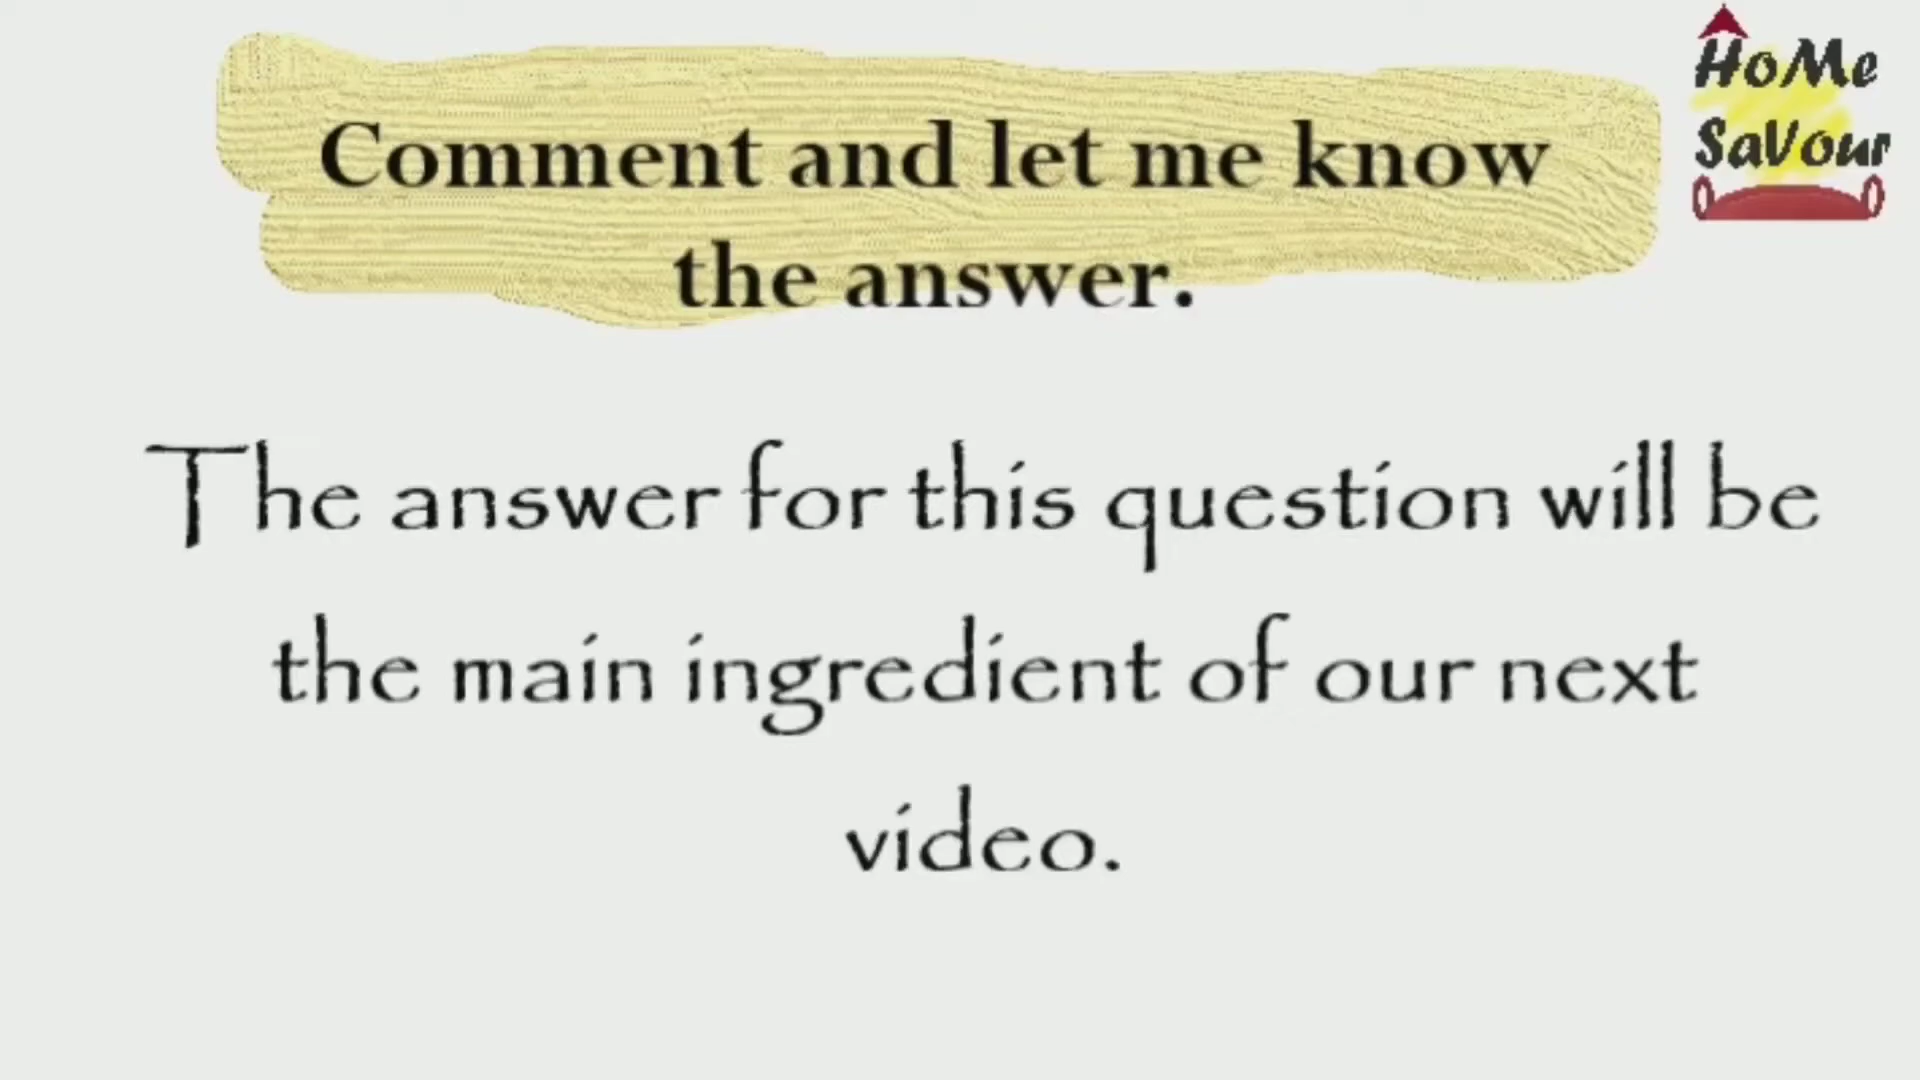 HoMe
SaVour
Comment and let me know
the answer.
The answer for this question will be
the main ingredient of our next
video.